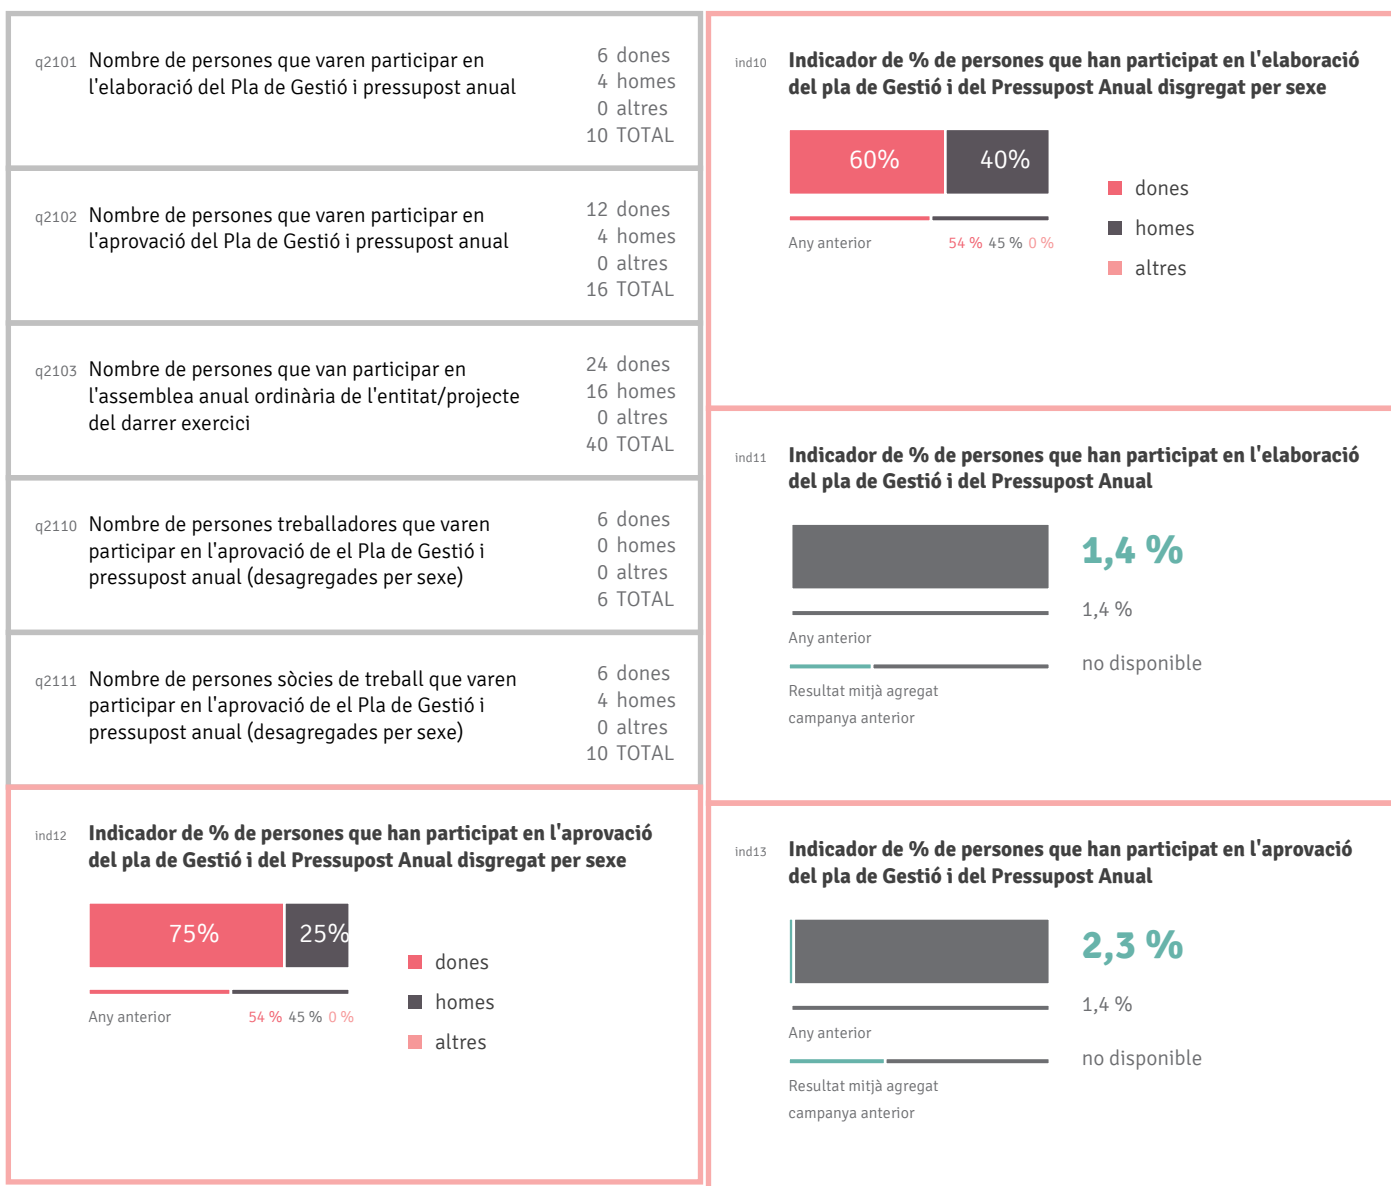 q2101 Nombre de persones que varen participar en
l'elaboració del Pla de Gestió i pressupost anual
6 dones
4 homes
0 altres
10 TOTAL
q2102 Nombre de persones que varen participar en
l'aprovació del Pla de Gestió i pressupost anual
12 dones
4 homes
0 altres
16 TOTAL
q2103 Nombre de persones que van participar en
l'assemblea anual ordinària de l'entitat/projecte
del darrer exercici
24 dones
16 homes
0 altres
40 TOTAL
q2110 Nombre de persones treballadores que varen
participar en l'aprovació de el Pla de Gestió i
pressupost anual (desagregades per sexe)
6 dones
0 homes
0 altres
6 TOTAL
q2111 Nombre de persones sòcies de treball que varen
participar en l'aprovació de el Pla de Gestió i
pressupost anual (desagregades per sexe)
6 dones
4 homes
0 altres
10 TOTAL
ind12 Indicador de % de persones que han participat en l'aprovació
del pla de Gestió i del Pressupost Anual disgregat per sexe
75% 25%
dones
homes
altres
Any anterior 54 % 45 % 0 %
ind10 Indicador de % de persones que han participat en l'elaboració
del pla de Gestió i del Pressupost Anual disgregat per sexe
60% 40%
dones
homes
altres
Any anterior 54 % 45 % 0 %
ind11 Indicador de % de persones que han participat en l'elaboració
del pla de Gestió i del Pressupost Anual
1,4 %
1,4 %
Any anterior
no disponible
Resultat mitjà agregat
campanya anterior
ind13 Indicador de % de persones que han participat en l'aprovació
del pla de Gestió i del Pressupost Anual
2,3 %
1,4 %
Any anterior
no disponible
Resultat mitjà agregat
campanya anterior